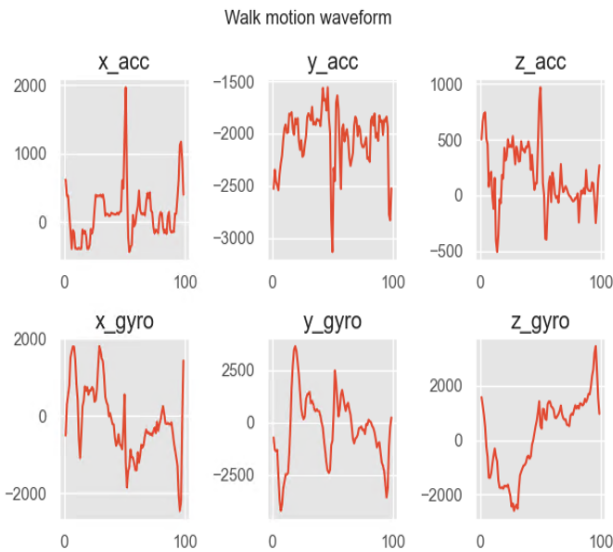 Walk motion waveform
x_acc y_acc z_acc
2000 −1500 1000
1000 −2000 500
0 −2500 0
−3000 −500
0 100 0 100 0 100
x_gyro y_gyro z_gyro
2000 2500 2000
0 0 0
−2000 −2500 −2000
0 100 0 100 0 100